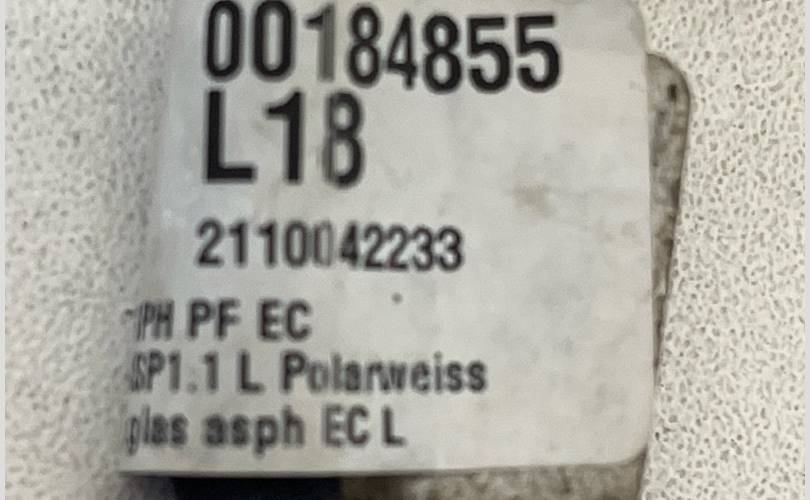 00184855
L18
2110042233
PH PF EC
SP1.1 L Polarweiss
glas asph EC L